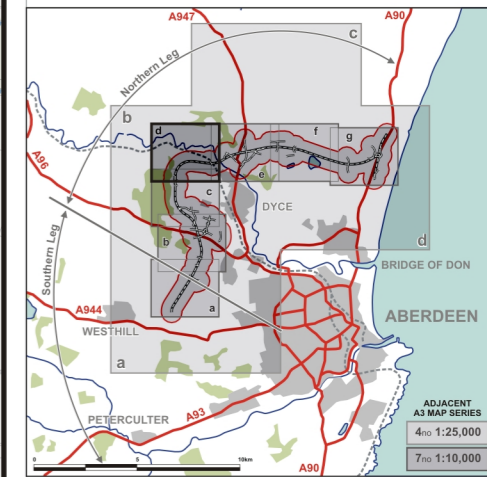 A947
A90
c
Northern Leg
b
d
f
g
A96
e
c
DYCE
b
d
Southern Leg
BRIDGE OF DON
a
A944
ABERDEEN
WESTHILL
a
ADJACENT
A3 MAP SERIES
PETERCULTER
A93
4no 1:25,000
7no 1:10,000
0 5 10km
A90